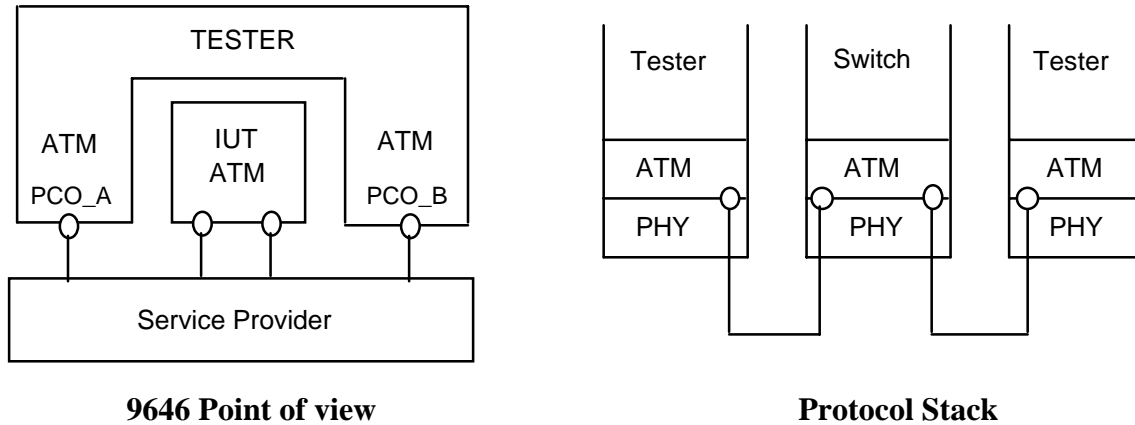 TESTER
IUT
ATM
ATM
ATM
PCO_A
PCO_B
Service Provider
9646 Point of view
Tester
Switch
Tester
ATM
ATM
ATM
PHY
PHY
PHY
Protocol Stack